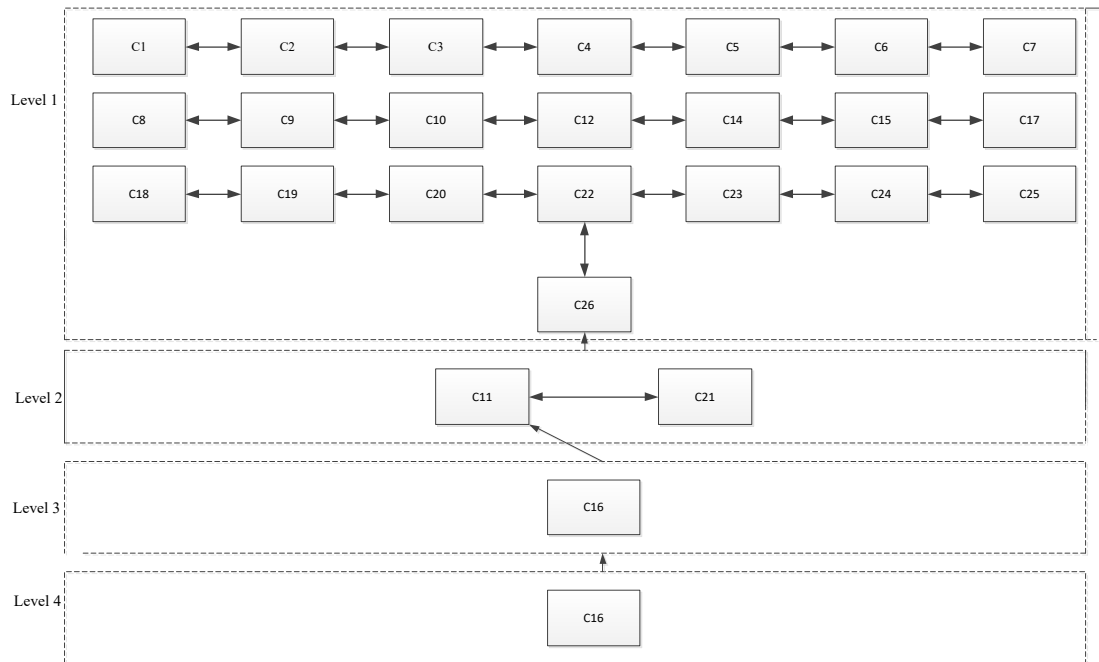 C1 C2 C3 C4 C5 C6 C7
Level 1
C8 C9 C10 C12 C14 C15 C17
C18 C19 C20 C22 C23 C24 C25
C26
Level 2
C11 C21
Level 3
C16
Level 4
C16